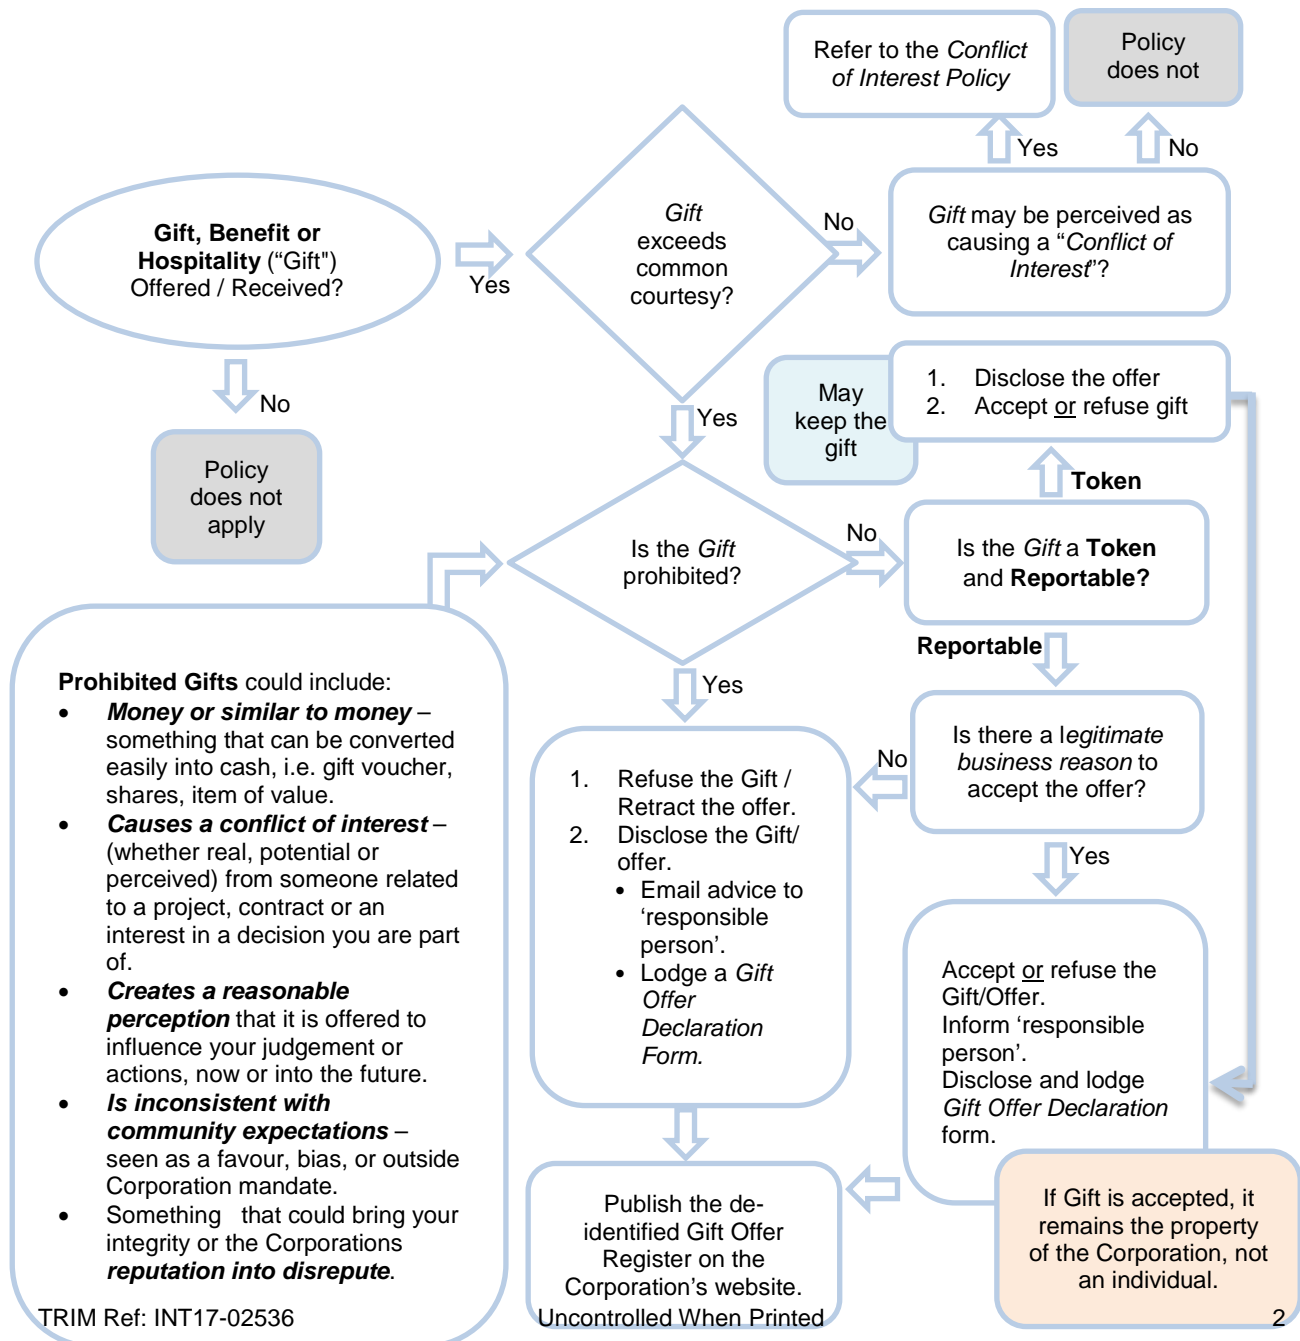 Refer to the Conflict
of Interest Policy
Policy
does not
Yes
No
Gift, Benefit or
Hospitality (“Gift")
Offered / Received?
Yes
Gift
exceeds
common
courtesy?
No
Gift may be perceived as
causing a “Conflict of
Interest”?
No
Policy
does not
apply
Yes
May
keep the
gift
1. Disclose the offer
2. Accept or refuse gift
Token
Is the Gift
prohibited?
No
Is the Gift a Token
and Reportable?
Reportable
Yes
Prohibited Gifts could include:
• Money or similar to money –
something that can be converted
easily into cash, i.e. gift voucher,
shares, item of value.
• Causes a conflict of interest –
(whether real, potential or
perceived) from someone related
to a project, contract or an
interest in a decision you are part
of.
• Creates a reasonable
perception that it is offered to
influence your judgement or
actions, now or into the future.
• Is inconsistent with
community expectations –
seen as a favour, bias, or outside
Corporation mandate.
• Something that could bring your
integrity or the Corporations
reputation into disrepute.
1. Refuse the Gift /
Retract the offer.
2. Disclose the Gift/
offer.
• Email advice to
‘responsible
person’.
• Lodge a Gift
Offer
Declaration
Form.
No
Is there a legitimate
business reason to
accept the offer?
Yes
Accept or refuse the
Gift/Offer.
Inform ‘responsible
person’.
Disclose and lodge
Gift Offer Declaration
form.
Publish the de-
identified Gift Offer
Register on the
Corporation’s website.
If Gift is accepted, it
remains the property
of the Corporation, not
an individual.
TRIM Ref: INT17-02536
Uncontrolled When Printed
2